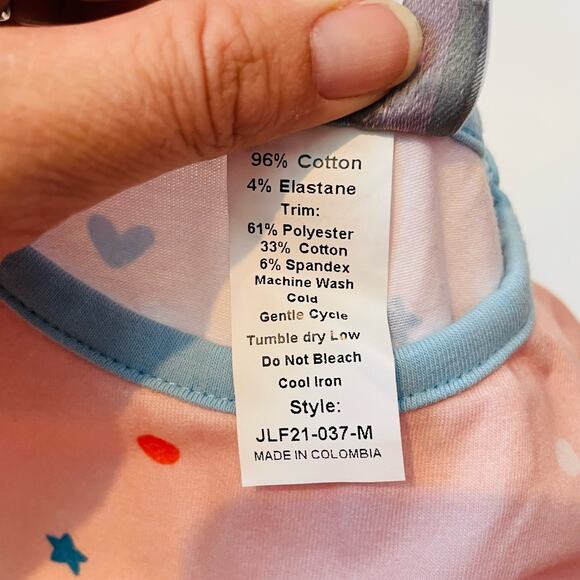 96% Cotton
4% Elastane
Trim:
61% Polyester
33% Cotton
6% Spandex
Machine Wash
Cold
Gentle Cycle
Tumble dry Low
Do Not Bleach
Cool Iron
Style:
JLF21-037-M
MADE IN COLOMBIA